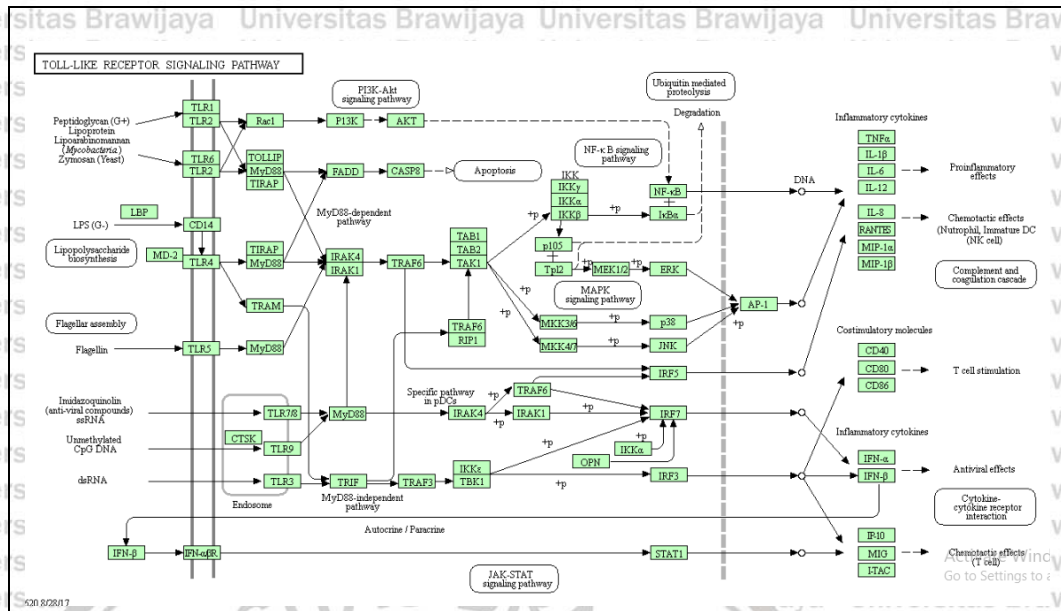 rsitas Brawijaya Universitas Brawijaya Universitas Brawijaya Universitas Braw
TOLL-LIKE RECEPTOR SIGNALING PATHWAY
PI3K-Akt
signaling pathway
Ubiquitin mediated
proteolysis
Degradation
Inflammatory cytokines
Peptidoglycan (G+)
Lipoprotein
Lipoarabinomannan
(Mycobacteria)
Zymosan (Yeast)
TLR1
TLR2
Rac1
PI3K
AKT
TNFα
IL-1β
IL-6
IL-12
Proinflammatory
effects
NF-κB signaling
pathway
TLR6
TLR2
TOLLIP
MyD88
TIRAP
FADD
CASP8
Apoptosis
IKK
IKKγ
IKKα
IKKβ
+p
+p
NF-κB
+
IκBα
DNA
MyD88-dependent
pathway
LBP
LPS (G-)
CD14
IL-8
RANTES
MIP-1α
MIP-1β
Chemotactic effects
(Nutrophil, Immature DC
(NK cell)
Lipopolysaccharide
biosynthesis
MD-2
TLR4
TIRAP
MyD88
IRAK4
IRAK1
TRAF6
TAB1
TAB2
TAK1
p105
+
Tpl2
+p
MEK1/2
+p
ERK
Complement and
coagulation cascade
MAPK
signaling pathway
TRAM
+p
AP-1
+p
Flagellar assembly
TRAF6
RIP1
MKK3/6
+p
p38
Costimulatory molecules
Flagellin
TLR5
MyD88
+p
MKK4/7
+p
JNK
CD40
CD80
CD86
T cell stimulation
IRF5
Imidazoquinolin
(anti-viral compounds)
ssRNA
TLR7/8
MyD88
Specific pathway
in pDCs
TRAF6
IRAK4
+p
+p
IRAK1
+p
+p
IRF7
Inflammatory cytokines
Unmethylated
CpG DNA
CTSK
TLR9
+p
IKKα
+p
OPN
IFN-α
IFN-β
Antiviral effects
dsRNA
TLR3
TRIF
TRAF3
IKKε
TBK1
+p
IRF3
Endosome
MyD88-independent
pathway
Cytokine-
cytokine receptor
interaction
Autocrine / Paracrine
IFN-β
IFN-αβR
STAT1
IP-10
MIG
I-TAC
Chemotactic effects
(T cell)
JAK-STAT
signaling pathway
Go to Settings to a